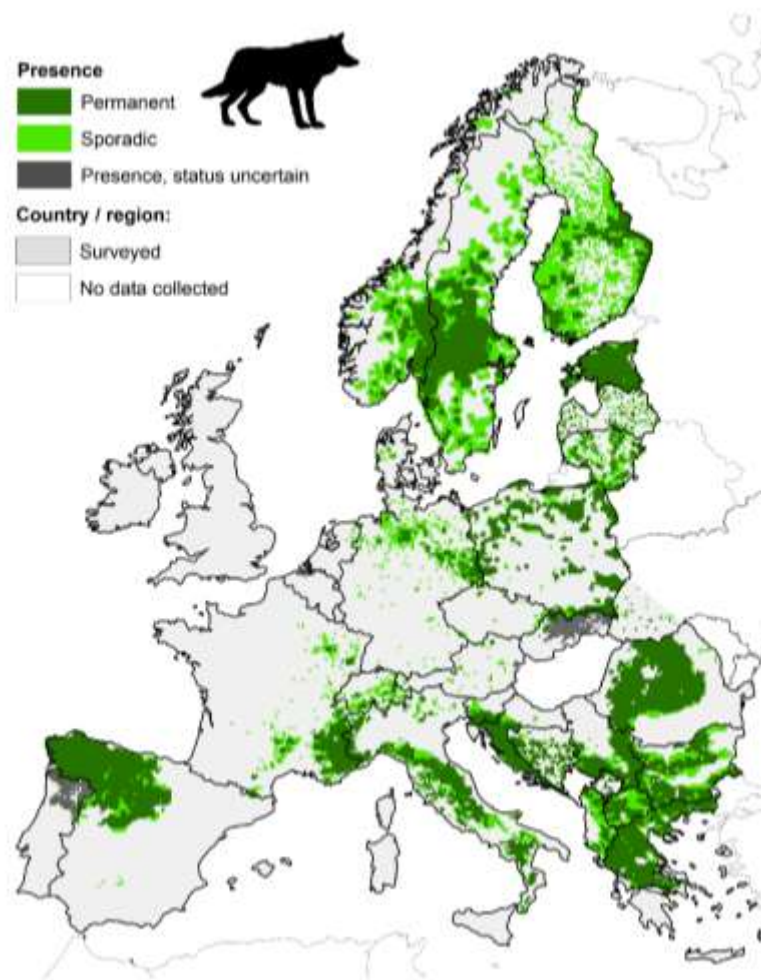 Presence
Permanent
Sporadic
Presence, status uncertain
Country / region:
Surveyed
No data collected